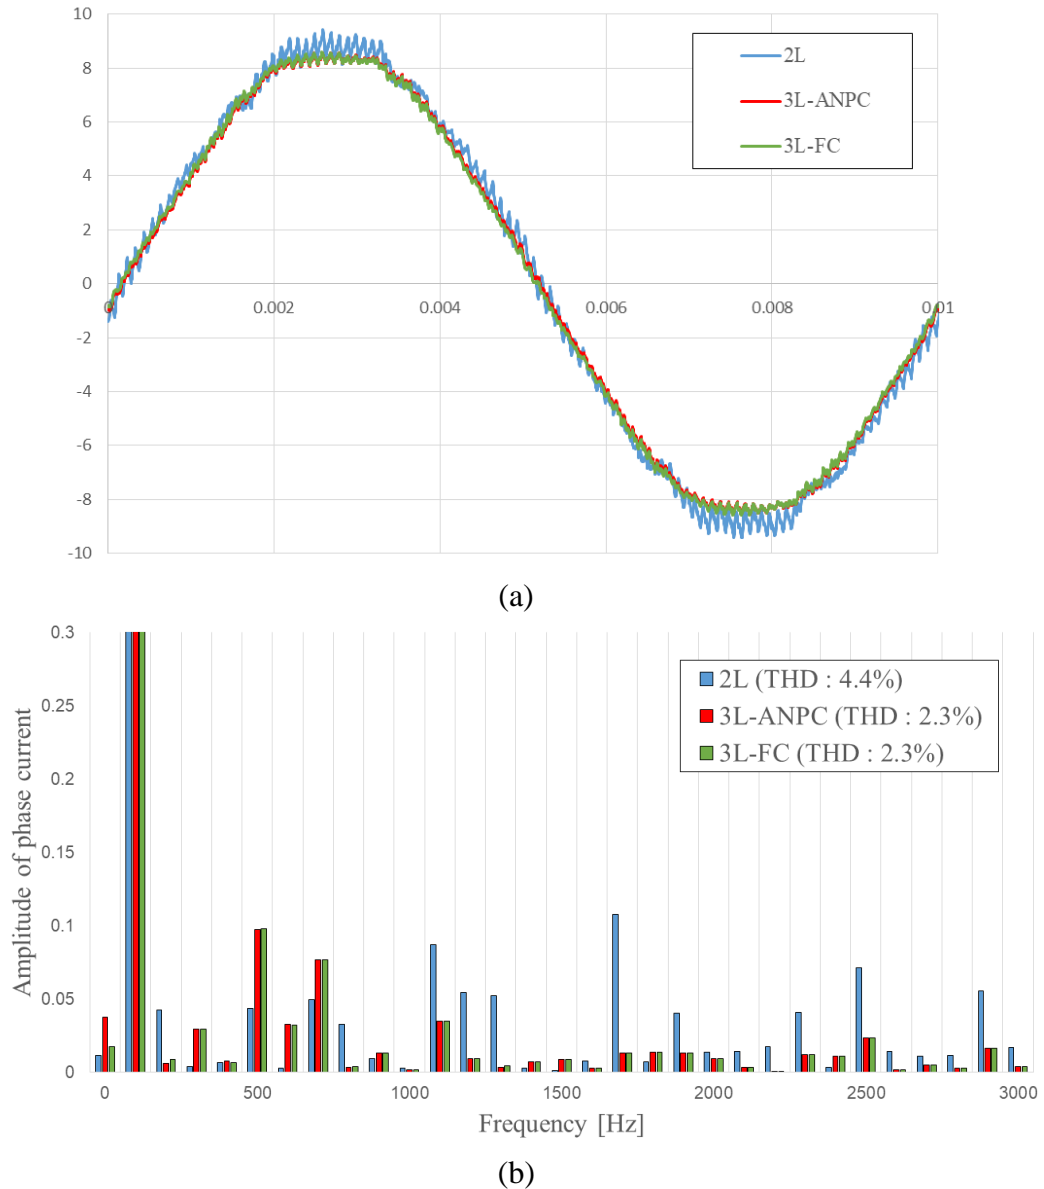 10
8
6
4
2
0
-2
-4
-6
-8
-10
0 0.002 0.004 0.006 0.008 0.01
2L
3L-ANPC
3L-FC
(a)
0.3
0.25
0.2
0.15
0.1
0.05
0
Amplitude of phase current
2L (THD : 4.4%)
3L-ANPC (THD : 2.3%)
3L-FC (THD : 2.3%)
0 500 1000 1500 2000 2500 3000
Frequency [Hz]
(b)